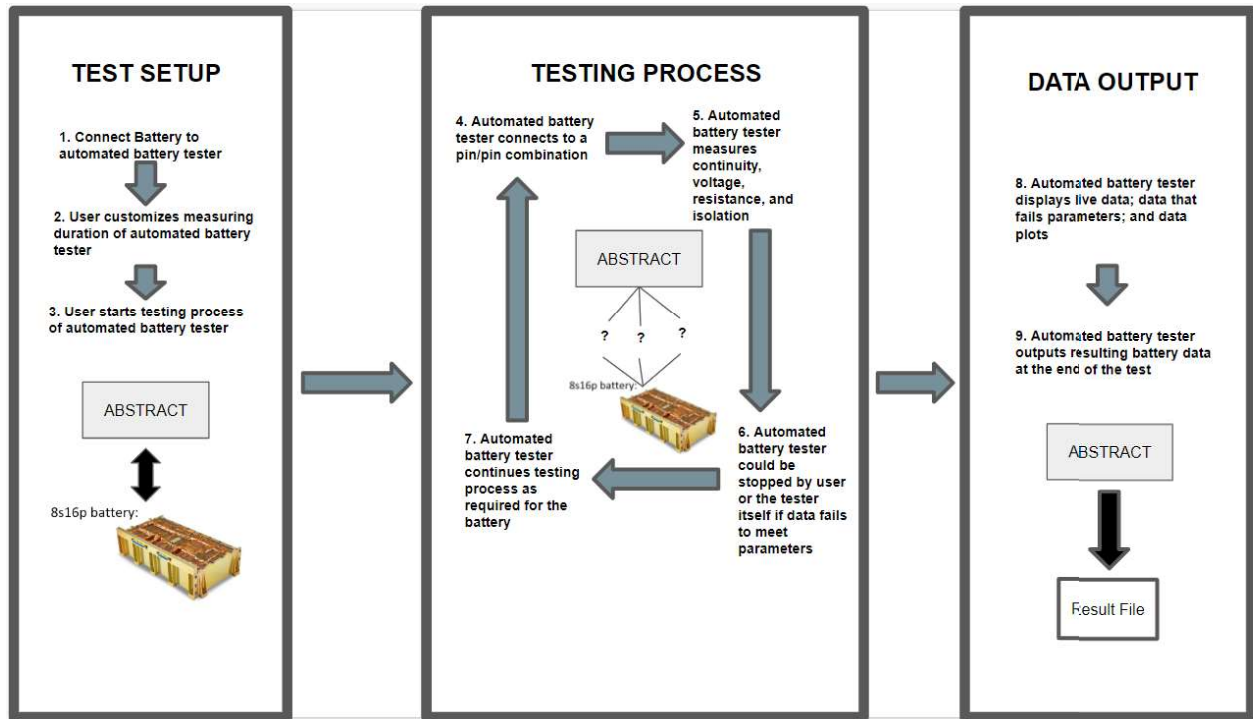 TEST SETUP
1. Connect Battery to
automated battery tester
2. User customizes measuring
duration of automated battery
tester
3. User starts testing process
of automated battery tester
ABSTRACT
8s16p battery:
TESTING PROCESS
4. Automated battery
tester connects to a
pin/pin combination
5. Automated
battery tester
measures
continuity,
voltage,
resistance, and
isolation
ABSTRACT
?
?
?
8s16p battery:
6. Automated
battery tester
could be
stopped by user
or the tester
itself if data fails
to meet
parameters
7. Automated
battery tester
continues testing
process as
required for the
battery
DATA OUTPUT
8. Automated battery tester
displays live data; data that
fails parameters; and data
plots
9. Automated battery tester
outputs resulting battery data
at the end of the test
ABSTRACT
Result File